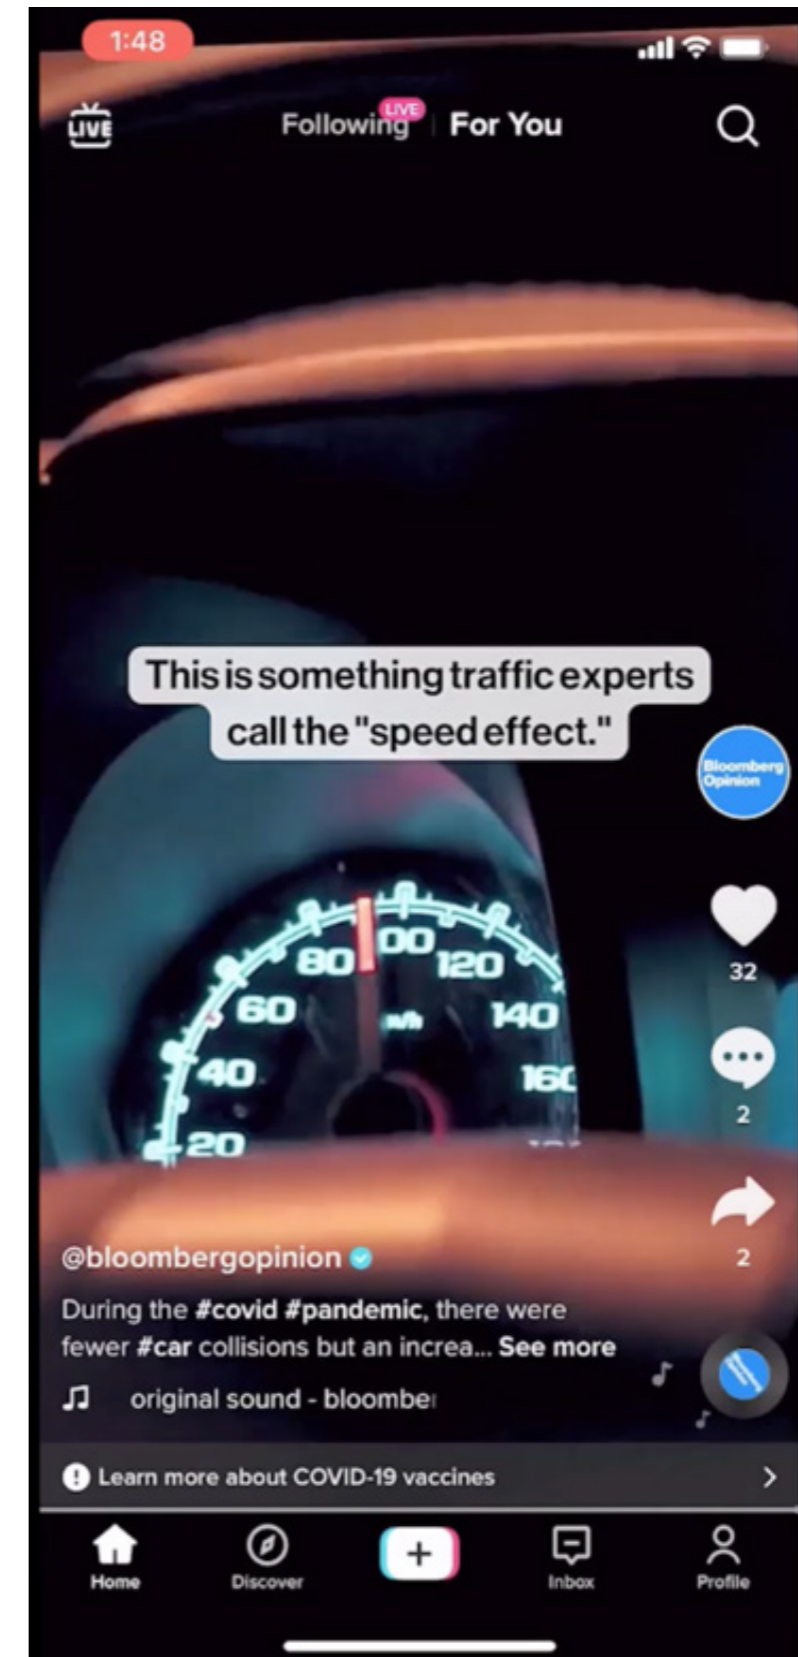 1:48
LIVE
Following
LIVE
For You
This is something traffic experts
call the "speed effect."
Bloomberg
Opinion
32
2
2
00
80
120
60
140
40
20
@bloombergopinion
During the #covid #pandemic, there were
fewer #car collisions but an increa... See more
original sound - bloombe
Learn more about COVID-19 vaccines
Home
Discover
Inbox
Profile